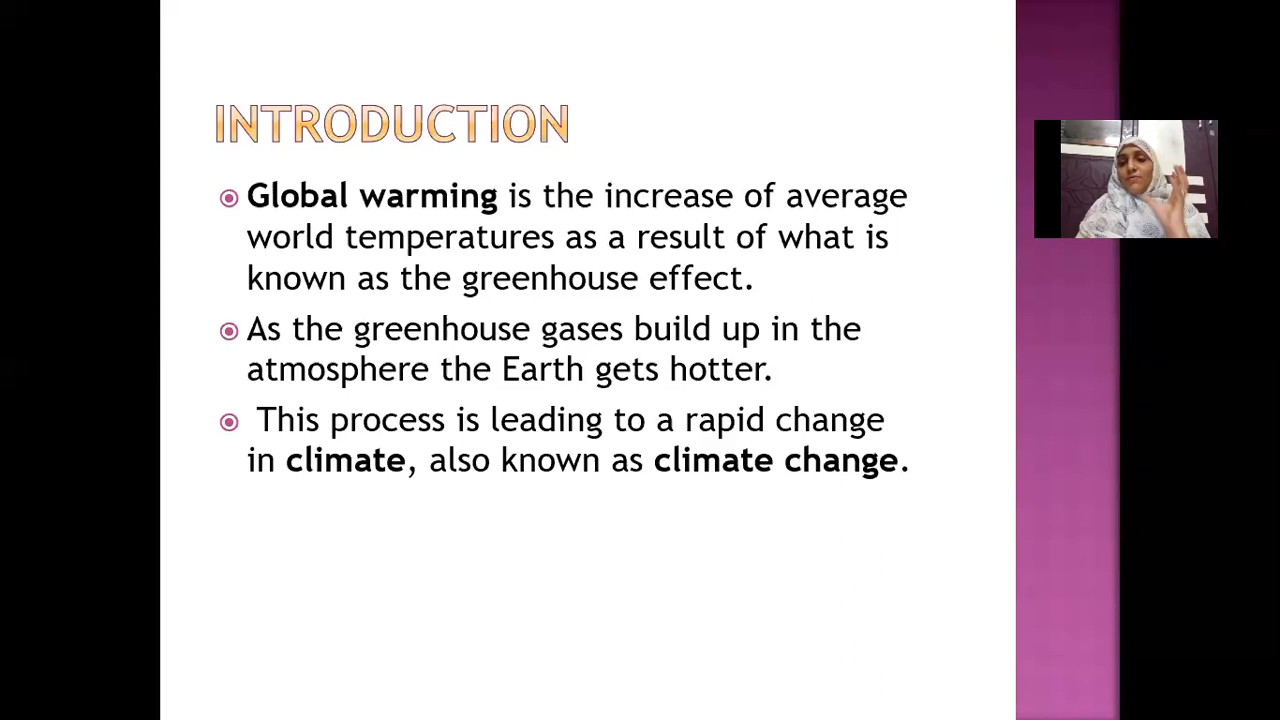 INTRODUCTION
Global warming is the increase of average
world temperatures as a result of what is
known as the greenhouse effect.
As the greenhouse gases build up in the
atmosphere the Earth gets hotter.
This process is leading to a rapid change
in climate, also known as climate change.